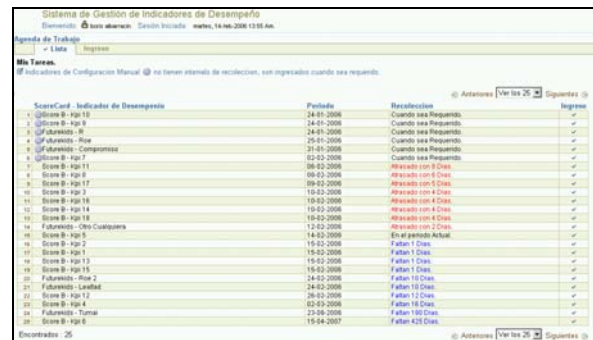 Sistema de Gestión de Indicadores de Desempeño
Bienvenido boris albarracin Sesión Iniciada martes, 14-feb-2006 13:55 Am.
Agenda de Trabajo
Lista Ingreso
Mis Tareas.
Indicadores de Configuracion Manual no tienen intervalo de recoleccion, son ingresados cuando sea requerido.
Anteriores Ver los 25 Siguientes
ScoreCard - Indicador de Desempenio Periodo Recoleccion Ingreso
1 Score B - Kpi 10 24-01-2006 Cuando sea Requerido.
2 Score B - Kpi 9 24-01-2006 Cuando sea Requerido.
3 Futurekids - R 24-01-2006 Cuando sea Requerido.
4 Futurekids - Roe 25-01-2006 Cuando sea Requerido.
5 Futurekids - Compromiso 31-01-2006 Cuando sea Requerido.
6 Score B - Kpi 7 02-02-2006 Cuando sea Requerido.
7 Score B - Kpi 11 06-02-2006 Atrasado con 8 Dias.
8 Score B - Kpi 8 08-02-2006 Atrasado con 6 Dias.
9 Score B - Kpi 17 09-02-2006 Atrasado con 5 Dias.
10 Score B - Kpi 3 10-02-2006 Atrasado con 4 Dias.
11 Score B - Kpi 16 10-02-2006 Atrasado con 4 Dias.
12 Score B - Kpi 14 10-02-2006 Atrasado con 4 Dias.
13 Score B - Kpi 18 10-02-2006 Atrasado con 4 Dias.
14 Futurekids - Otro Cualquiera 12-02-2006 Atrasado con 2 Dias.
15 Score B - Kpi 5 14-02-2006 En el periodo Actual.
16 Score B - Kpi 2 15-02-2006 Faltan 1 Dias.
17 Score B - Kpi 1 15-02-2006 Faltan 1 Dias.
18 Score B - Kpi 13 15-02-2006 Faltan 1 Dias.
19 Score B - Kpi 15 15-02-2006 Faltan 1 Dias.
20 Futurekids - Roe 2 24-02-2006 Faltan 10 Dias.
21 Futurekids - Lealtad 24-02-2006 Faltan 10 Dias.
22 Score B - Kpi 12 26-02-2006 Faltan 12 Dias.
23 Score B - Kpi 4 02-03-2006 Faltan 16 Dias.
24 Futurekids - Tumai Faltan 190 Dias.
25 Score B - Kpi 6 15-04-2007 Faltan 425 Dias.
Encontrados : 25 Anteriores Ver los 25 Siguientes